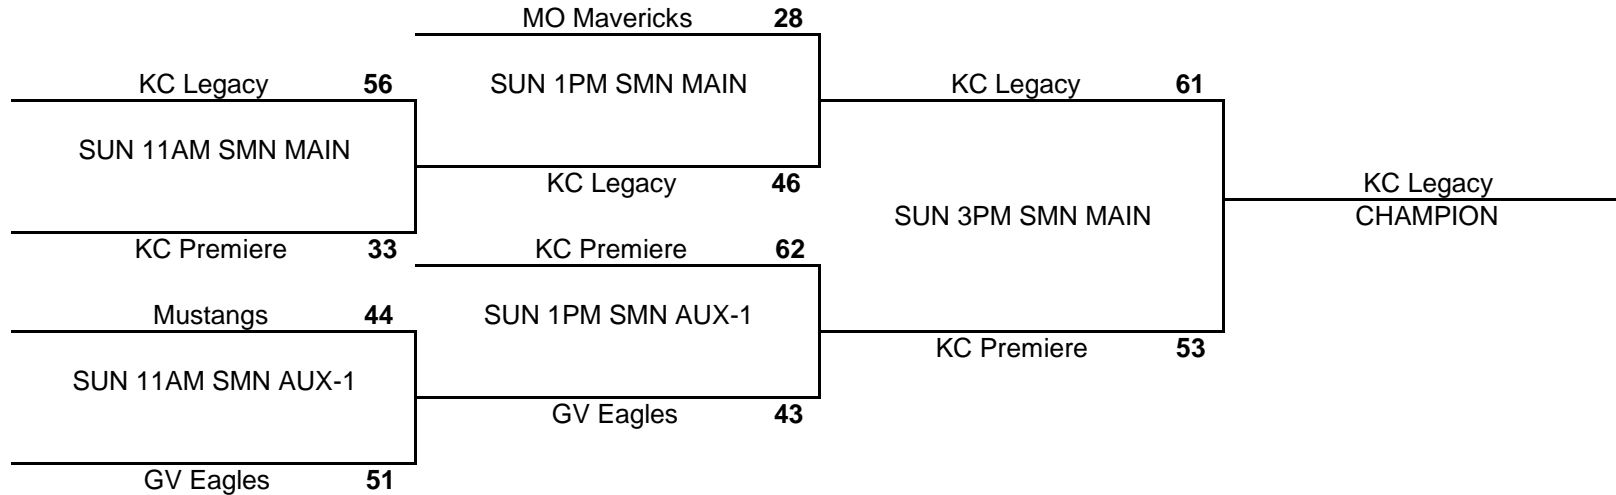 MO Mavericks 28
KC Legacy 56 SUN 1PM SMN MAIN KC Legacy 61
SUN 11AM SMN MAIN
KC Legacy 46 KC Legacy
SUN 3PM SMN MAIN CHAMPION
KC Premiere 33 KC Premiere 62
Mustangs 44 SUN 1PM SMN AUX-1
KC Premiere 53
SUN 11AM SMN AUX-1
GV Eagles 43
GV Eagles 51